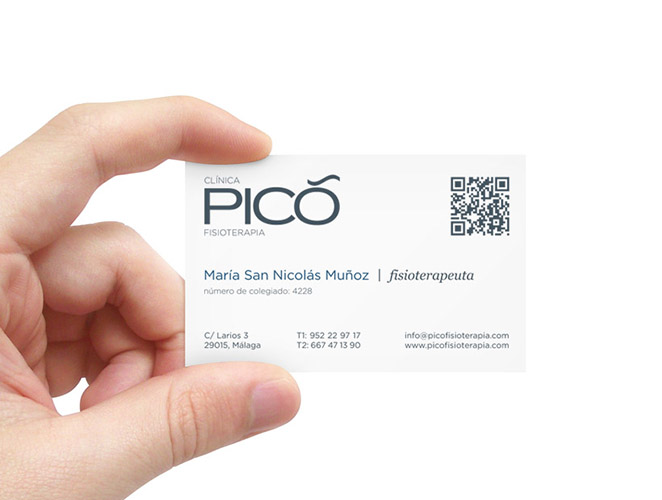 CLÍNICA
PICÓ
FISIOTERAPIA
María San Nicolás Muñoz | fisioterapeuta
número de colegiado: 4228
C/ Larios 3
29015, Málaga
T1: 952 22 97 17
T2: 667 47 13 90
info@picofisioterapia.com
www.picofisioterapia.com